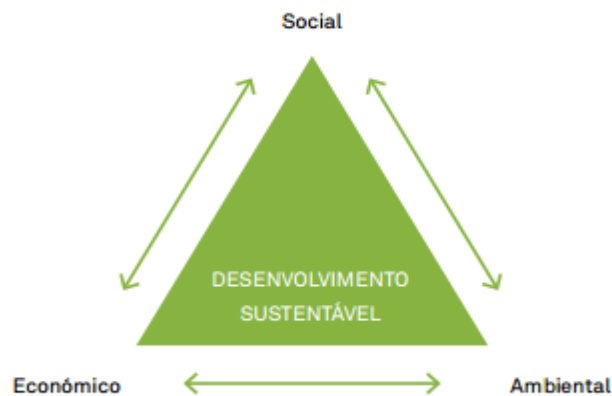 Social
DESENVOLVIMENTO
SUSTENTÁVEL
Económico
Ambiental